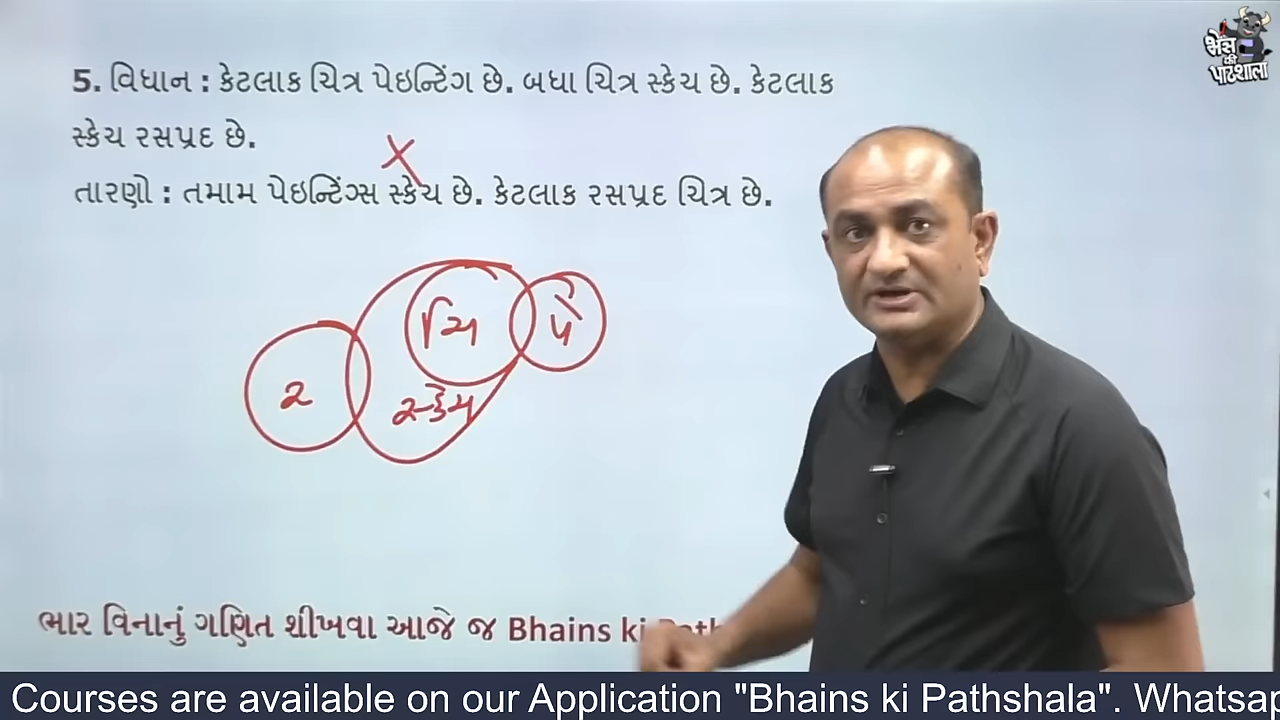 भैंस
की
पाठशाला
5. વિધાન : કેટલાક ચિત્ર પેઇન્ટિંગ છે. બધા ચિત્ર સ્કેચ છે. કેટલાક
સ્કેચ રસપ્રદ છે.
તારણો : તમામ પેઇન્ટિંગ્સ સ્કેચ છે. કેટલાક રસપ્રદ ચિત્ર છે.
ચિ
પે
ર
સ્કેચ
ભાર વિનાનું ગણિત શીખવા આજે જ Bhains ki
Courses are available on our Application "Bhains ki Pathshala". Whatsap